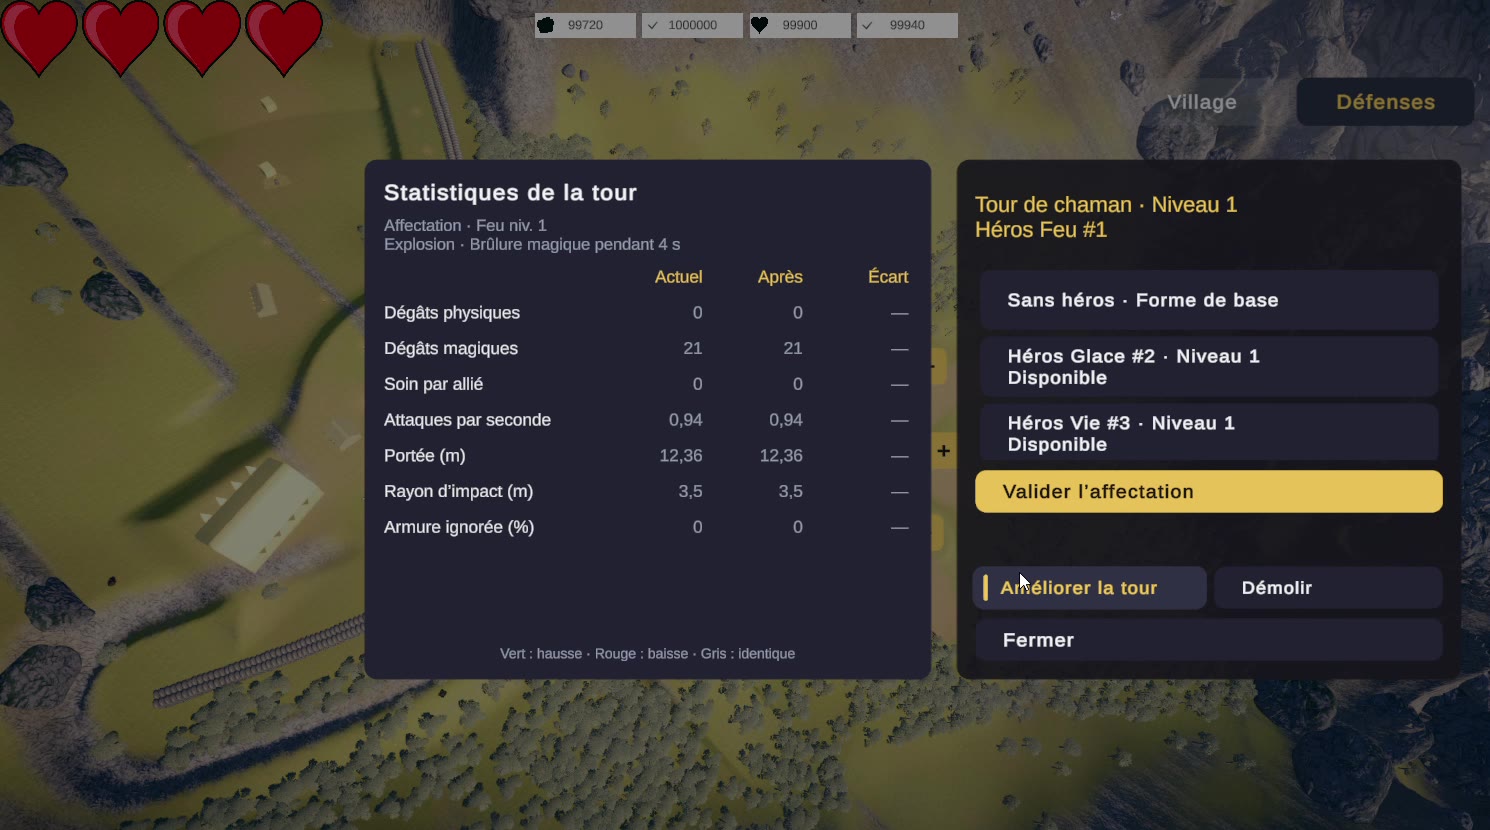 99720
1000000
99900
99940
Village
Défenses
Statistiques de la tour
Affectation · Feu niv. 1
Explosion · Brûlure magique pendant 4 s
Actuel Après Écart
Dégâts physiques 0 0 —
Dégâts magiques 21 21 —
Soin par allié 0 0 —
Attaques par seconde 0,94 0,94 —
Portée (m) 12,36 12,36 —
Rayon d’impact (m) 3,5 3,5 —
Armure ignorée (%) 0 0 —
Vert : hausse · Rouge : baisse · Gris : identique
+
Tour de chaman · Niveau 1
Héros Feu #1
Sans héros · Forme de base
Héros Glace #2 · Niveau 1
Disponible
Héros Vie #3 · Niveau 1
Disponible
Valider l’affectation
Améliorer la tour
Démolir
Fermer